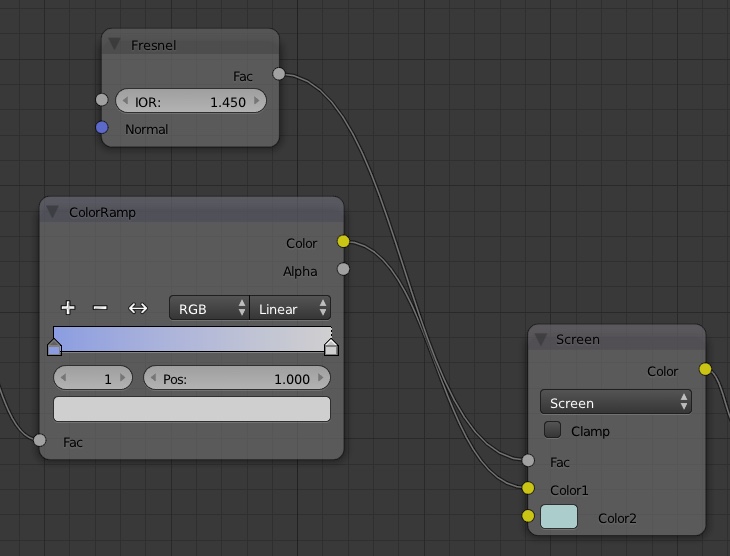 Fresnel
Fac
IOR: 1.450
Normal
ColorRamp
Color
Alpha
RGB Linear
1 Pos: 1.000
Fac
Screen
Color
Screen
Clamp
Fac
Color1
Color2